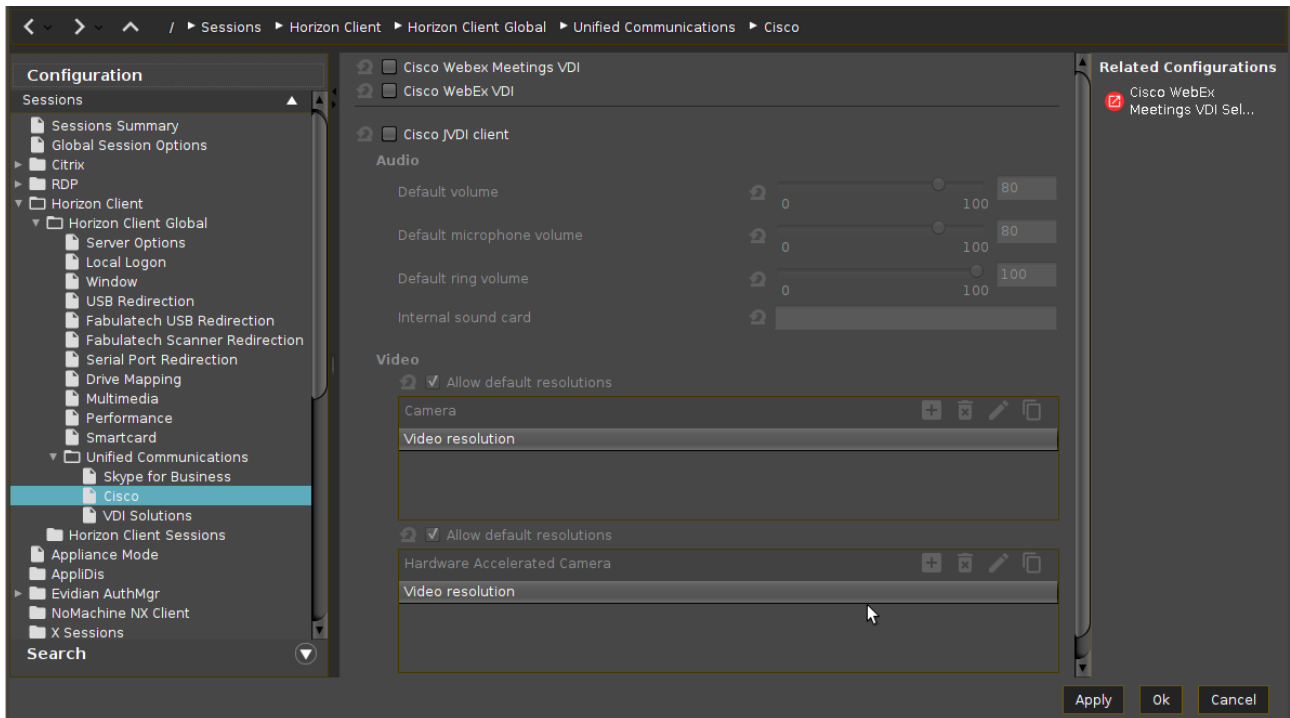 / ▸ Sessions ▸ Horizon Client ▸ Horizon Client Global ▸ Unified Communications ▸ Cisco
Configuration
Sessions
Sessions Summary
Global Session Options
Citrix
RDP
Horizon Client
Horizon Client Global
Server Options
Local Logon
Window
USB Redirection
Fabulatech USB Redirection
Fabulatech Scanner Redirection
Serial Port Redirection
Drive Mapping
Multimedia
Performance
Smartcard
Unified Communications
Skype for Business
Cisco
VDI Solutions
Horizon Client Sessions
Appliance Mode
AppliDis
Evidian AuthMgr
NoMachine NX Client
X Sessions
Search
Cisco Webex Meetings VDI
Cisco WebEx VDI
Cisco JVDI client
Audio
Default volume 80
0 100
Default microphone volume 80
0 100
Default ring volume 100
0 100
Internal sound card
Video
Allow default resolutions
Camera
Video resolution
Allow default resolutions
Hardware Accelerated Camera
Video resolution
Related Configurations
Cisco WebEx
Meetings VDI Sel...
Apply Ok Cancel